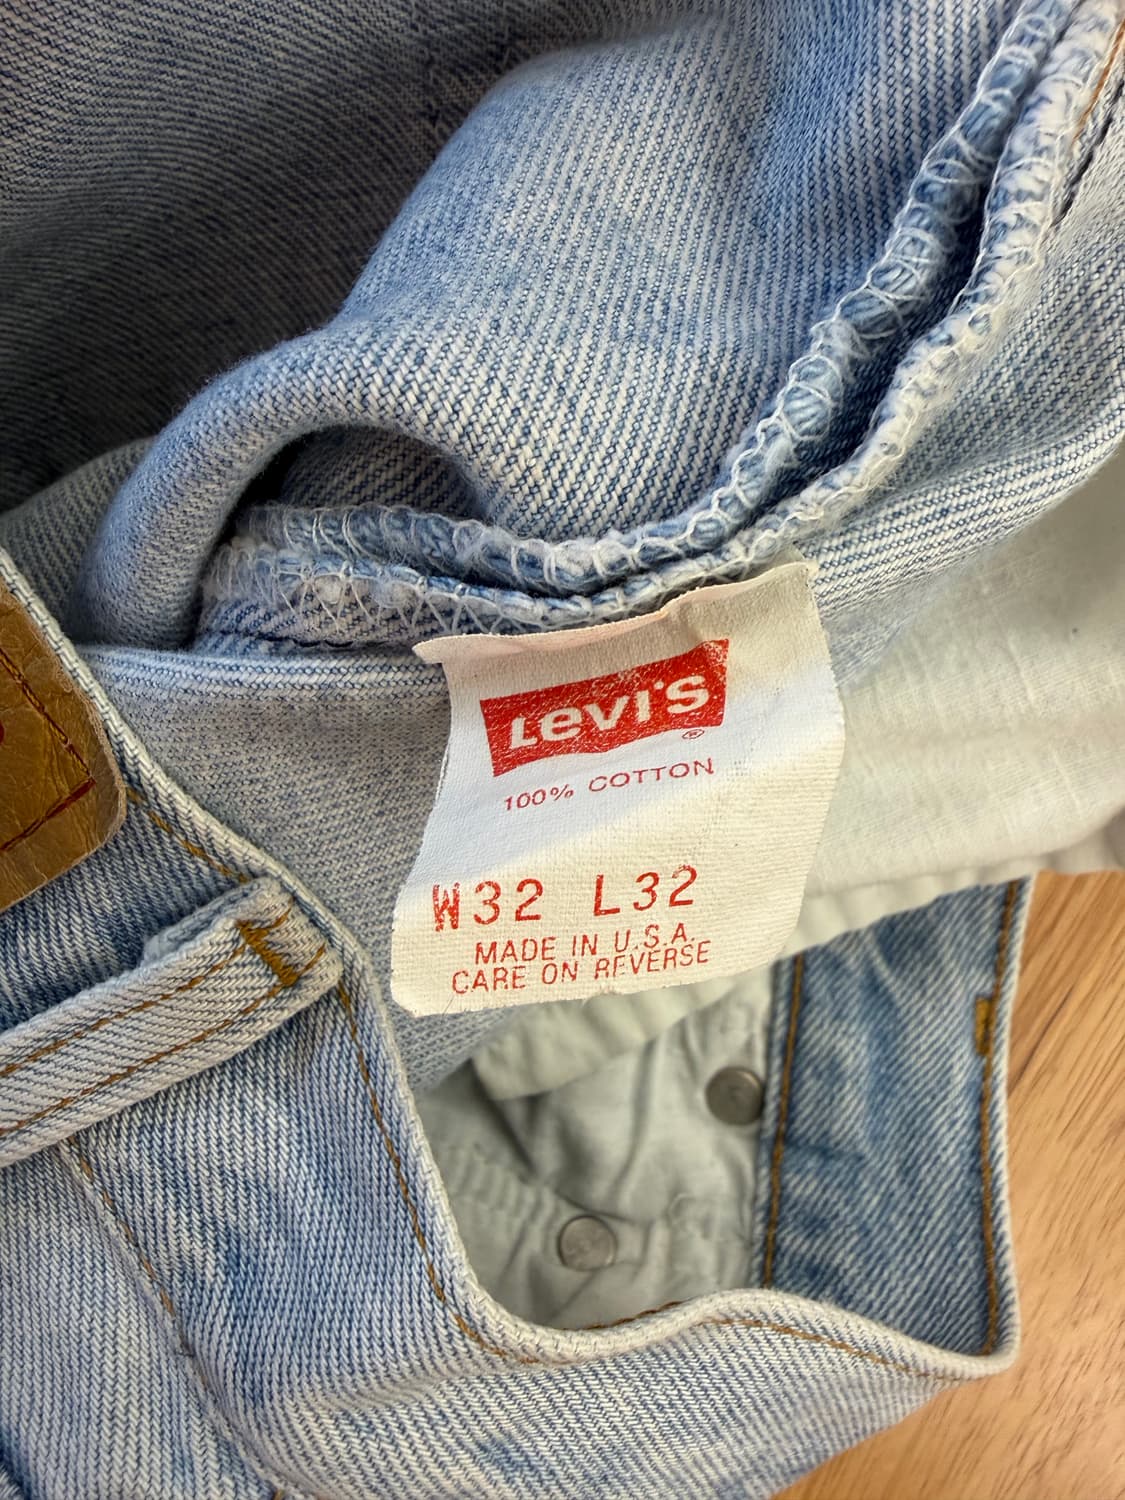 Levi's ®
100% COTTON
W32 L32
MADE IN U.S.A.
CARE ON REVERSE